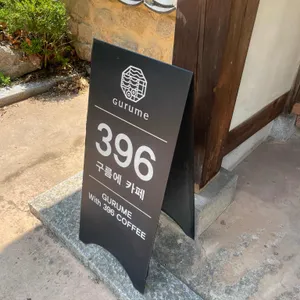 Gurume
396
구름에 카페
GURUME
With 396 COFFEE